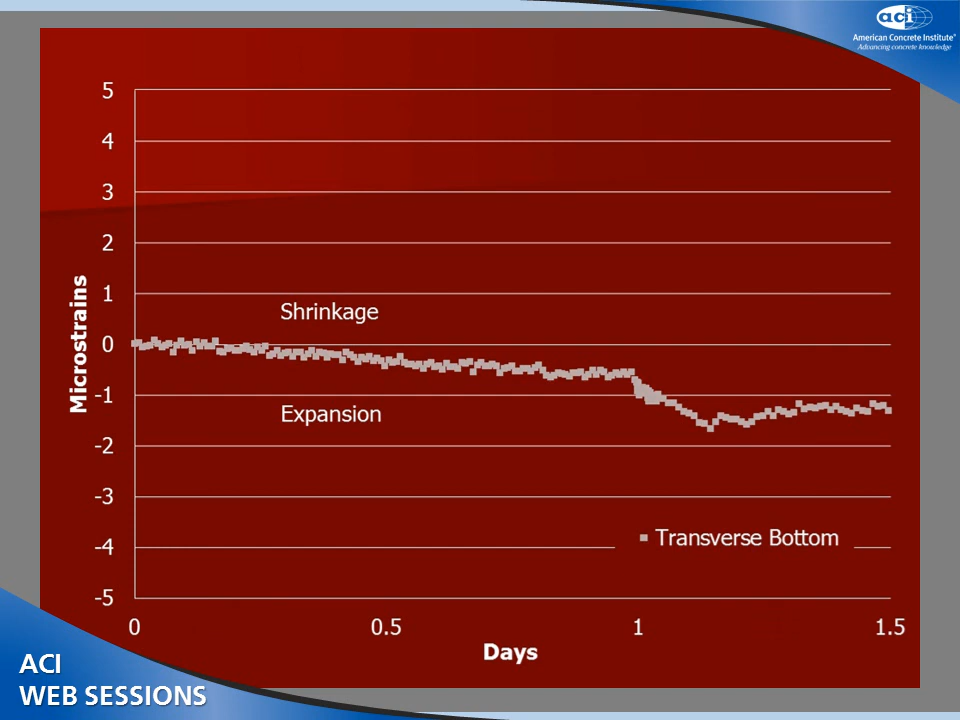 aci
American Concrete Institute®
Advancing concrete knowledge
5
4
3
2
1
0
-1
-2
-3
-4
-5
Microstrains
Shrinkage
Expansion
Transverse Bottom
0 0.5 1 1.5
Days
ACI
WEB SESSIONS